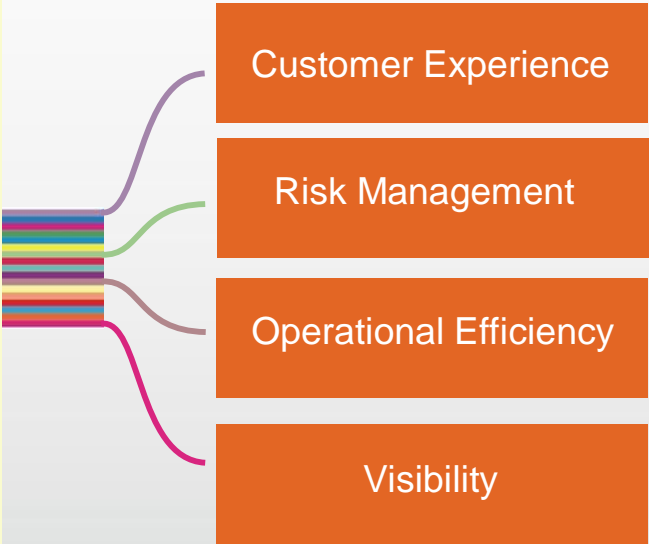 Customer Experience
Risk Management
Operational Efficiency
Visibility